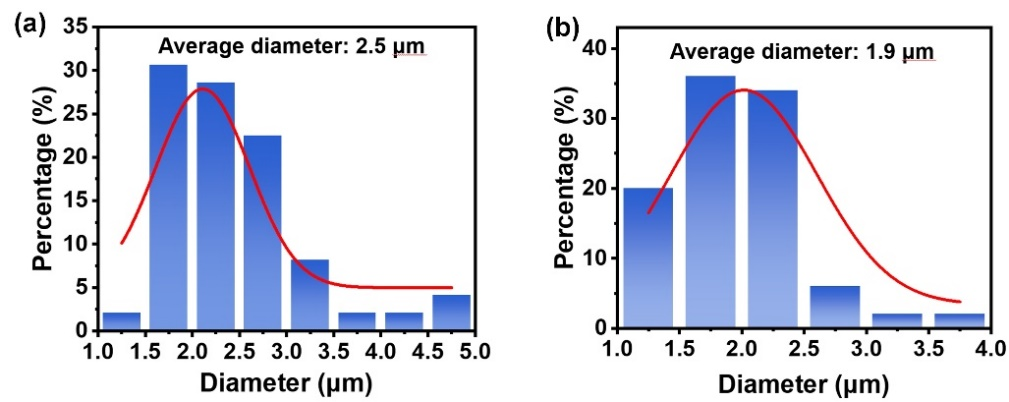 (a)
Average diameter: 2.5 μm
Percentage (%)
35
30
25
20
15
10
5
0
1.0 1.5 2.0 2.5 3.0 3.5 4.0 4.5 5.0
Diameter (μm)
(b)
Average diameter: 1.9 μm
Percentage (%)
40
30
20
10
0
1.0 1.5 2.0 2.5 3.0 3.5 4.0
Diameter (μm)